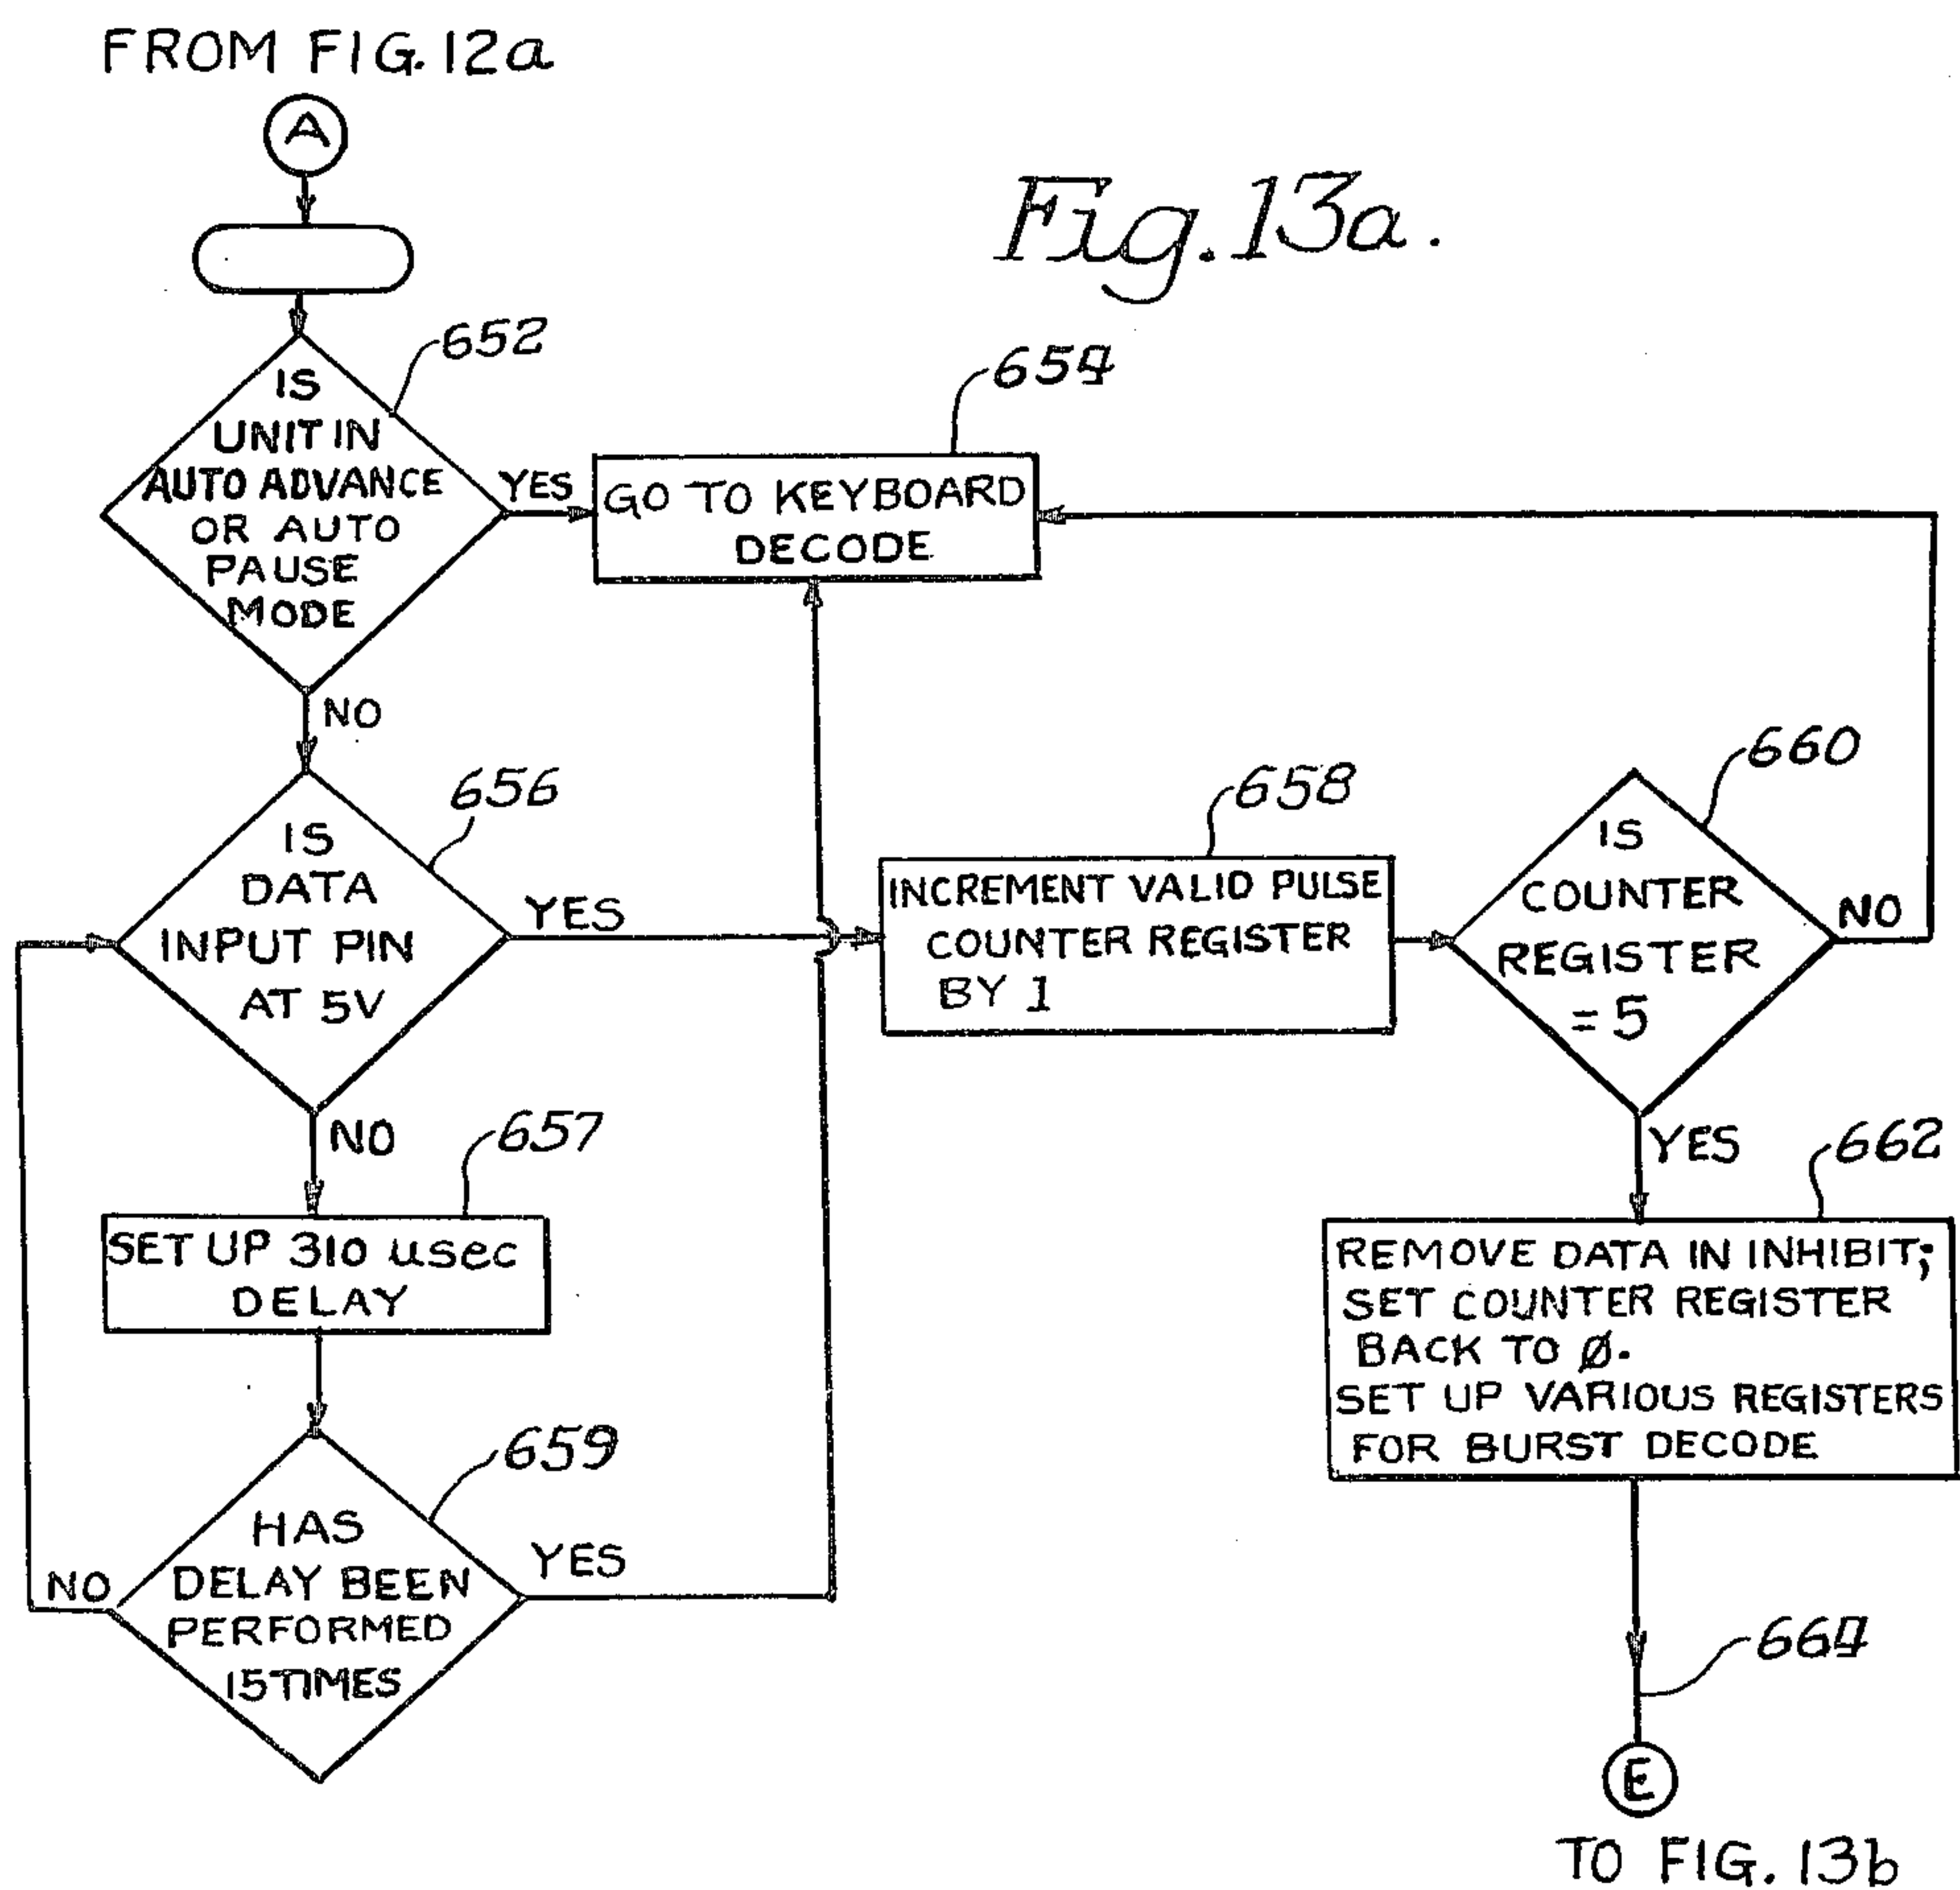 FROM FIG. 12a
A
Fig. 13a.
652
IS
UNIT IN
AUTO ADVANCE
OR AUTO
PAUSE
MODE
YES
654
GO TO KEYBOARD
DECODE
NO
656
IS
DATA
INPUT PIN
AT 5V
YES
658
INCREMENT VALID PULSE
COUNTER REGISTER
BY 1
660
IS
COUNTER
REGISTER
= 5
NO
NO
657
SET UP 310 usec
DELAY
YES
662
REMOVE DATA IN INHIBIT;
SET COUNTER REGISTER
BACK TO Ø.
SET UP VARIOUS REGISTERS
FOR BURST DECODE
659
HAS
DELAY BEEN
PERFORMED
15 TIMES
NO
YES
664
E
TO FIG. 13b